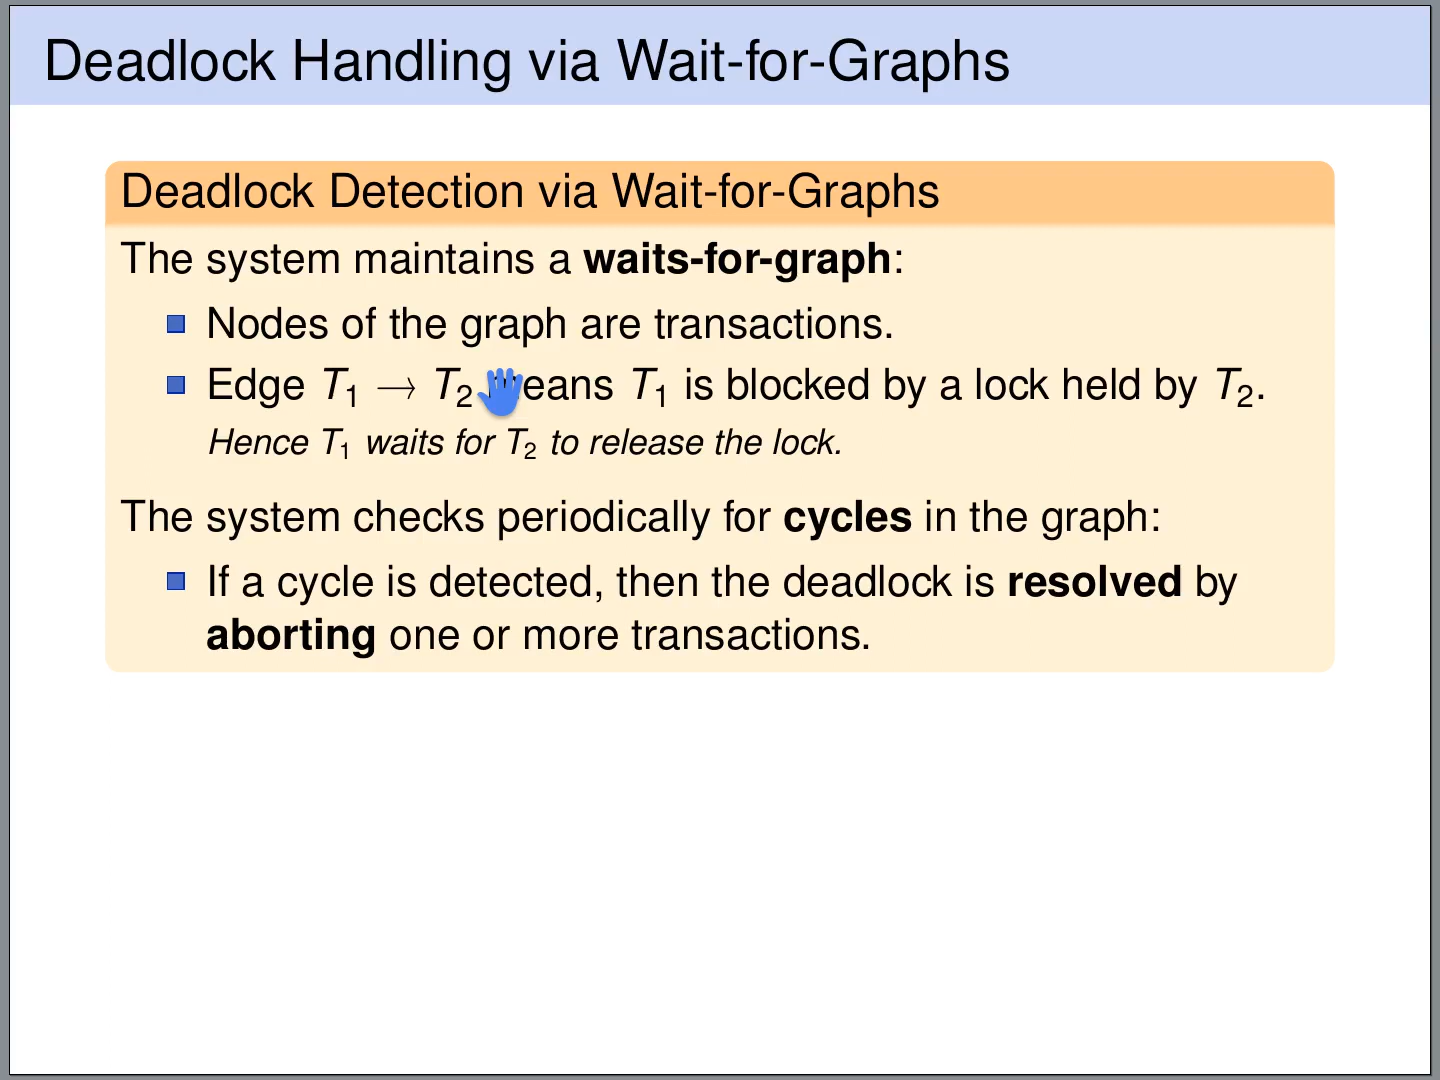 Deadlock Handling via Wait-for-Graphs
Deadlock Detection via Wait-for-Graphs
The system maintains a waits-for-graph:
Nodes of the graph are transactions.
Edge T₁ → T₂ means T₁ is blocked by a lock held by T₂.
Hence T₁ waits for T₂ to release the lock.
The system checks periodically for cycles in the graph:
If a cycle is detected, then the deadlock is resolved by
aborting one or more transactions.